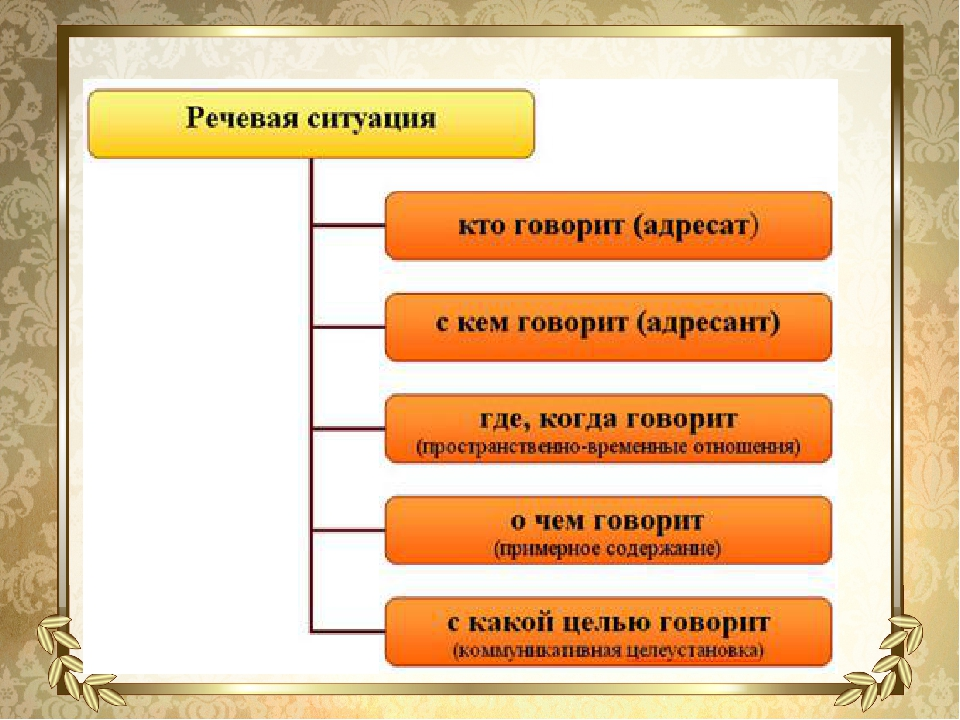 Речевая ситуация
кто говорит (адресат)
с кем говорит (адресант)
где, когда говорит
(пространственно-временные отношения)
о чем говорит
(примерное содержание)
с какой целью говорит
(коммуникативная целеустановка)